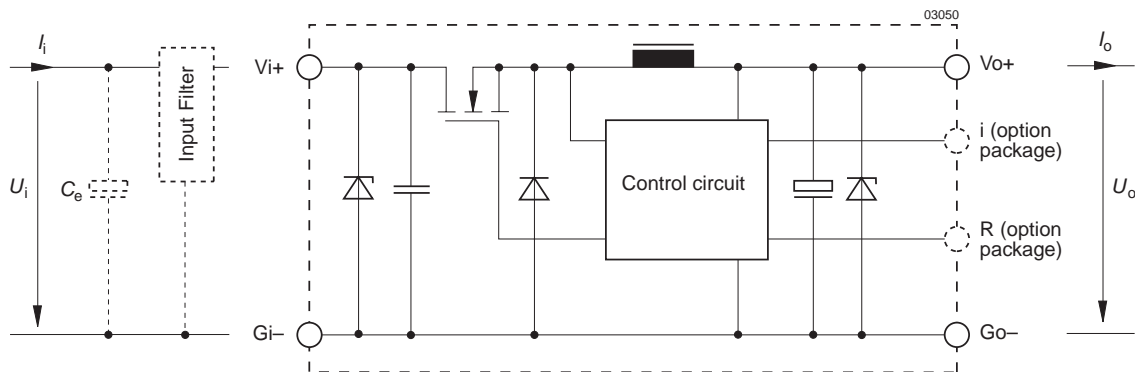 03050
Ii
Input Filter
Vi+
Vo+
Io
i (option
package)
Ui
Ce
Control circuit
Uo
R (option
package)
Gi–
Go–